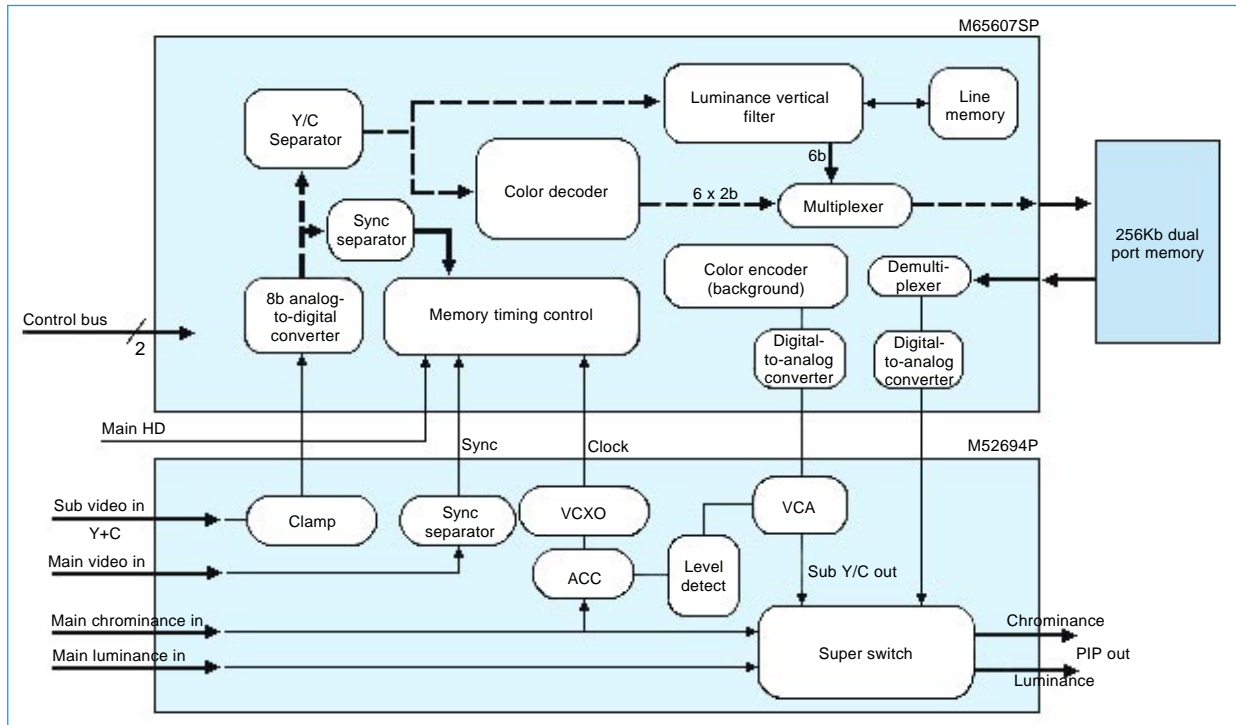 M65607SP
Y/C
Separator
Luminance vertical
filter
Line
memory
6b
Color decoder
6 x 2b
Multiplexer
Sync
separator
256Kb dual
port memory
8b analog-
to-digital
converter
Memory timing control
Color encoder
(background)
Demulti-
plexer
Control bus
2
Digital-
to-analog
converter
Digital-
to-analog
converter
Main HD
Sync
Clock
M52694P
Sub video in
Y+C
Clamp
Sync
separator
VCXO
VCA
Main video in
ACC
Level
detect
Sub Y/C out
Main chrominance in
Chrominance
Main luminance in
Super switch
PIP out
Luminance